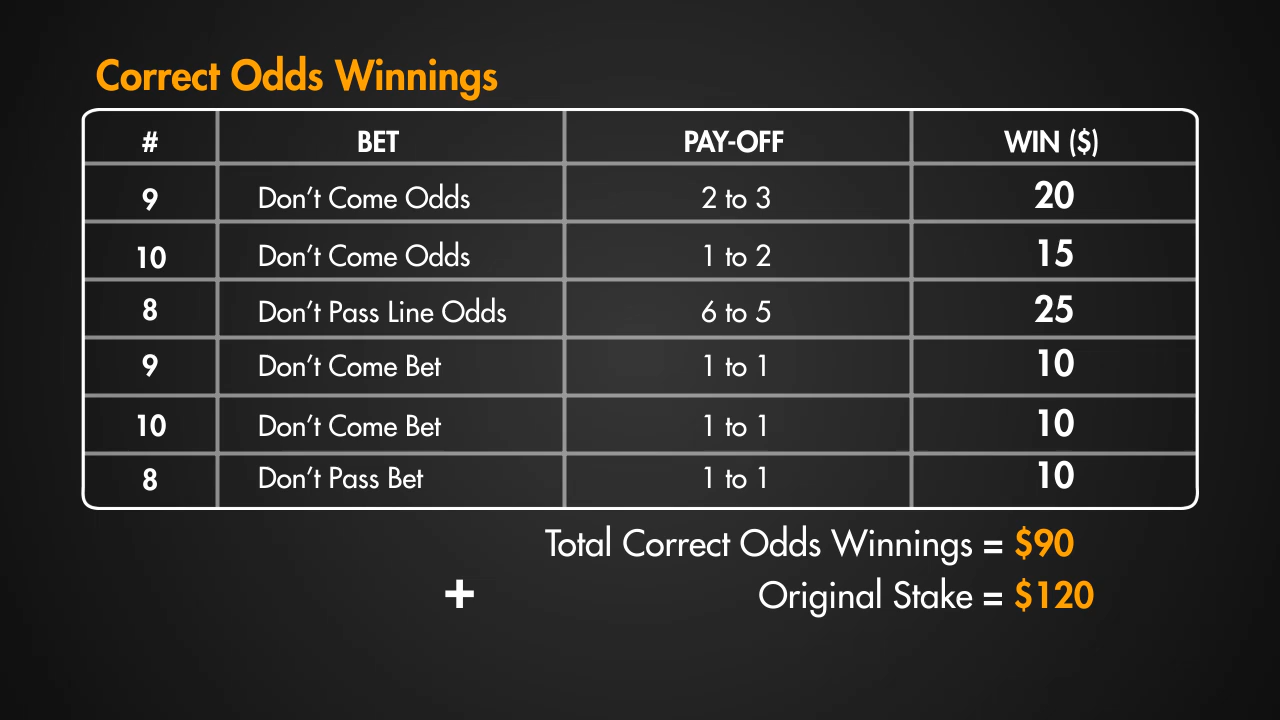 Correct Odds Winnings
# BET PAY-OFF WIN ($)
9 Don’t Come Odds 2 to 3 20
10 Don’t Come Odds 1 to 2 15
8 Don’t Pass Line Odds 6 to 5 25
9 Don’t Come Bet 1 to 1 10
10 Don’t Come Bet 1 to 1 10
8 Don’t Pass Bet 1 to 1 10
Total Correct Odds Winnings = $90
+ Original Stake = $120